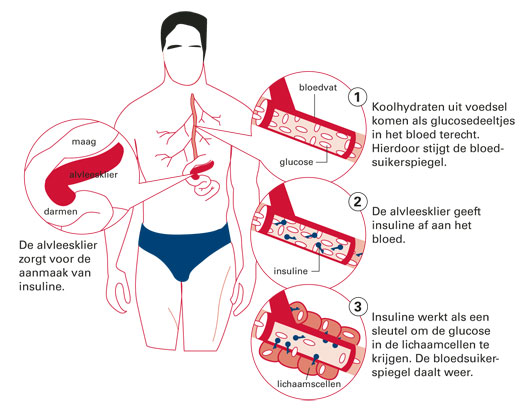 maag
alvleesklier
darmen
De alvleesklier
zorgt voor de
aanmaak van
insuline.
bloedvat
glucose
1
Koolhydraten uit voedsel
komen als glucosedeeltjes
in het bloed terecht.
Hierdoor stijgt de bloed-
suikerspiegel.
insuline
2
De alvleesklier geeft
insuline af aan het
bloed.
lichaamscellen
3
Insuline werkt als een
sleutel om de glucose
in de lichaamcellen te
krijgen. De bloedsuiker-
spiegel daalt weer.